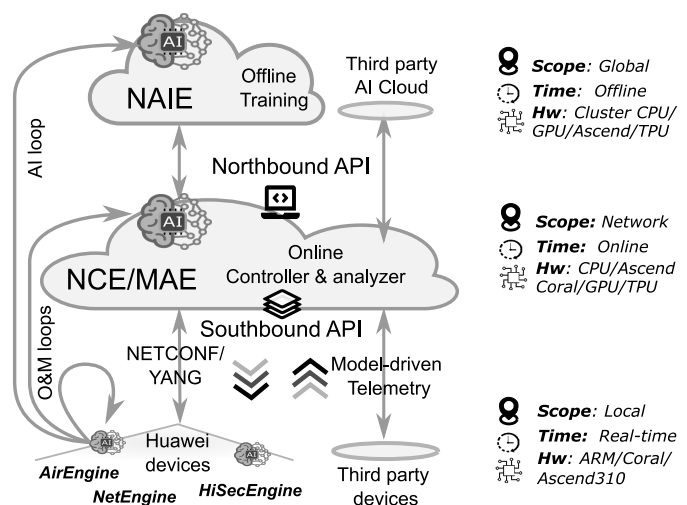 AI
NAIE
Offline
Training
Third party
AI Cloud
Scope: Global
Time: Offline
Hw: Cluster CPU/
GPU/Ascend/TPU
AI loop
Northbound API
AI
NCE/MAE
Online
Controller & analyzer
Scope: Network
Time: Online
Hw: CPU/Ascend
Coral/GPU/TPU
Southbound API
O&M loops
NETCONF/
YANG
Model-driven
Telemetry
AI
Huawei
devices
AI
AirEngine
NetEngine
HiSecEngine
Third party
devices
Scope: Local
Time: Real-time
Hw: ARM/Coral/
Ascend310